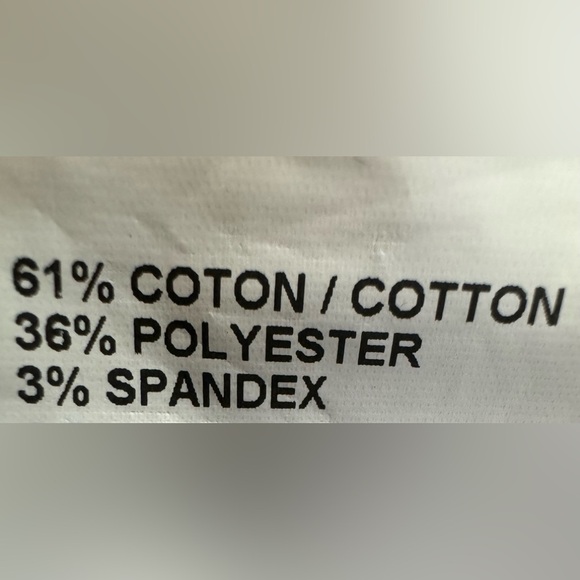 61% COTON / COTTON
36% POLYESTER
3% SPANDEX